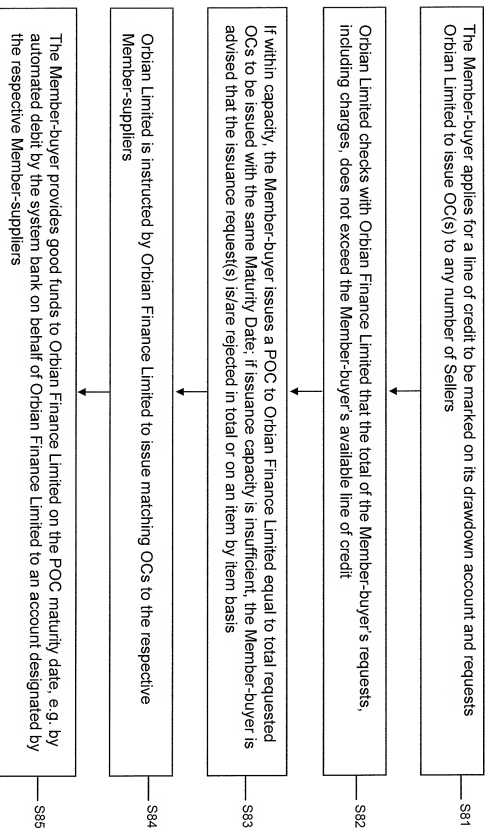 The Member-buyer applies for a line of credit to be marked on its drawdown account and requests
Orbian Limited to issue OC(s) to any number of Sellers
S81
Orbian Limited checks with Orbian Finance Limited that the total of the Member-buyer's requests,
including charges, does not exceed the Member-buyer's available line of credit
S82
If within capacity, the Member-buyer issues a POC to Orbian Finance Limited equal to total requested
OCs to be issued with the same Maturity Date; if issuance capacity is insufficient, the Member-buyer is
advised that the issuance request(s) is/are rejected in total or on an item by item basis
S83
Orbian Limited is instructed by Orbian Finance Limited to issue matching OCs to the respective
Member-suppliers
S84
The Member-buyer provides good funds to Orbian Finance Limited on the POC maturity date, e.g. by
automated debit by the system bank on behalf of Orbian Finance Limited to an account designated by
the respective Member-suppliers
S85